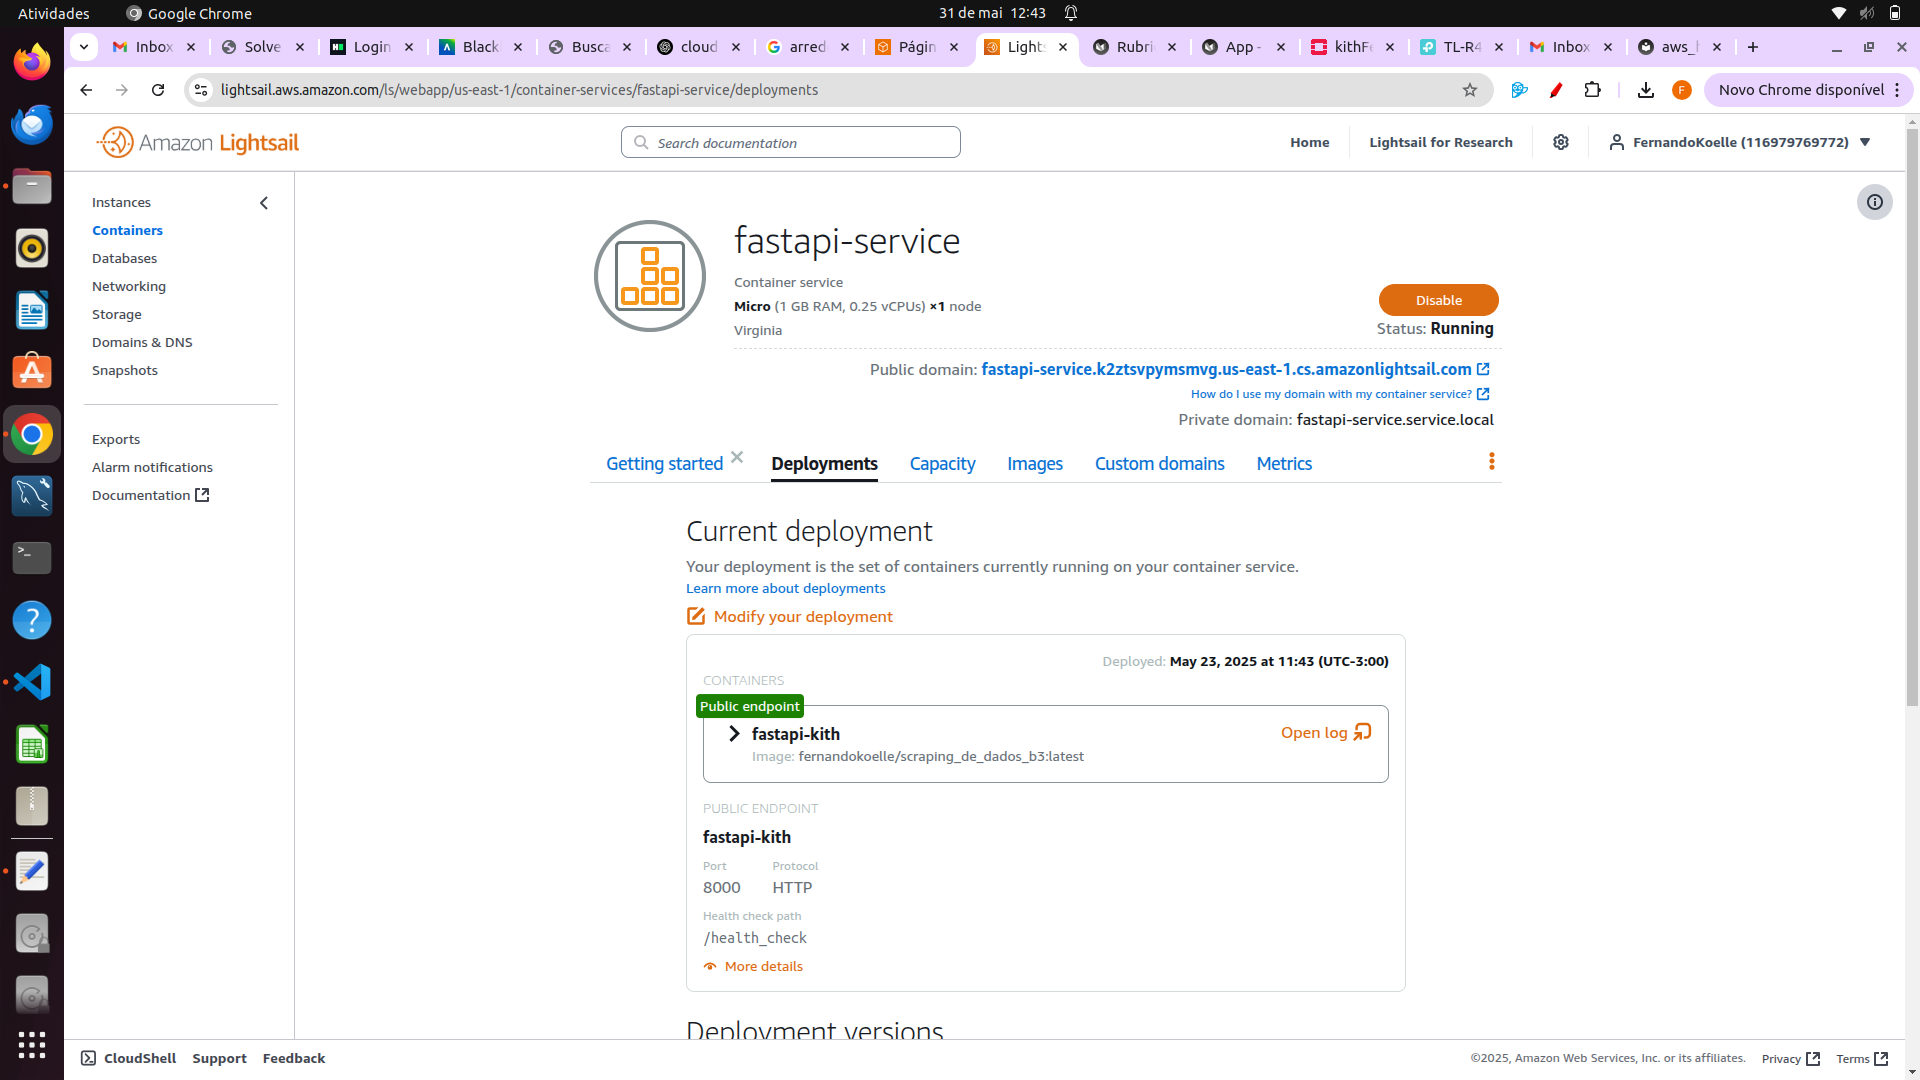 Atividades
Google Chrome
31 de mai 12:43
Inbox
Solve
Login
Black
Busca
cloud
arred
Págin
Lights
Rubri
App -
kithFe
TL-R4
Inbox
aws_h
lightsail.aws.amazon.com/ls/webapp/us-east-1/container-services/fastapi-service/deployments
F
Novo Chrome disponível
Amazon Lightsail
Search documentation
Home
Lightsail for Research
FernandoKoelle (116979769772)
Instances
Containers
Databases
Networking
Storage
Domains & DNS
Snapshots
Exports
Alarm notifications
Documentation
fastapi-service
Container service
Micro (1 GB RAM, 0.25 vCPUs) ×1 node
Virginia
Disable
Status: Running
Public domain: fastapi-service.k2ztsvpymsmvg.us-east-1.cs.amazonlightsail.com
How do I use my domain with my container service?
Private domain: fastapi-service.service.local
Getting started
Deployments
Capacity
Images
Custom domains
Metrics
Current deployment
Your deployment is the set of containers currently running on your container service.
Learn more about deployments
Modify your deployment
Deployed: May 23, 2025 at 11:43 (UTC-3:00)
CONTAINERS
Public endpoint
fastapi-kith
Open log
Image: fernandokoelle/scraping_de_dados_b3:latest
PUBLIC ENDPOINT
fastapi-kith
Port Protocol
8000 HTTP
Health check path
/health_check
More details
Deployment versions
CloudShell
Support
Feedback
©2025, Amazon Web Services, Inc. or its affiliates.
Privacy
Terms